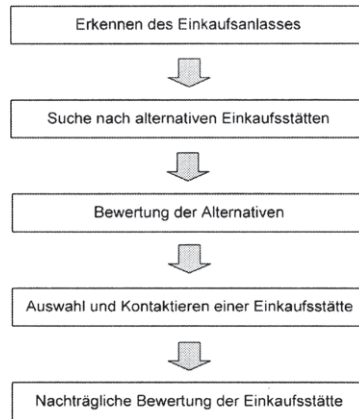 Erkennen des Einkaufsanlasses
Suche nach alternativen Einkaufsstätten
Bewertung der Alternativen
Auswahl und Kontaktieren einer Einkaufsstätte
Nachträgliche Bewertung der Einkaufsstätte